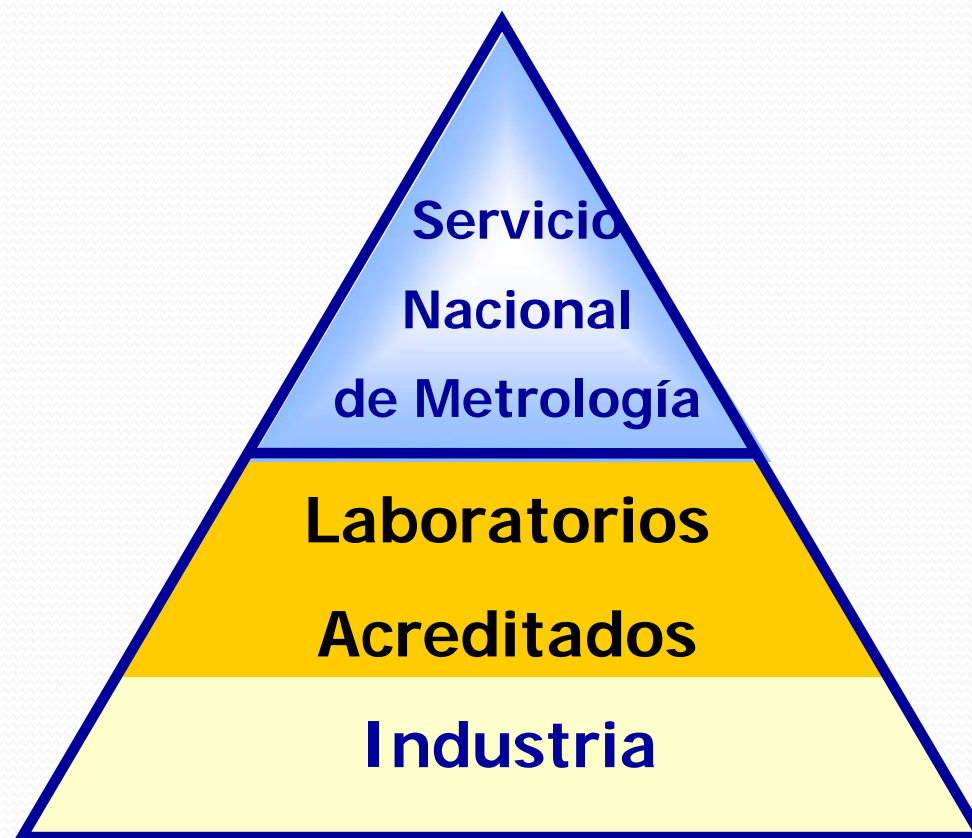 Servicio
Nacional
de Metrología
Laboratorios
Acreditados
Industria